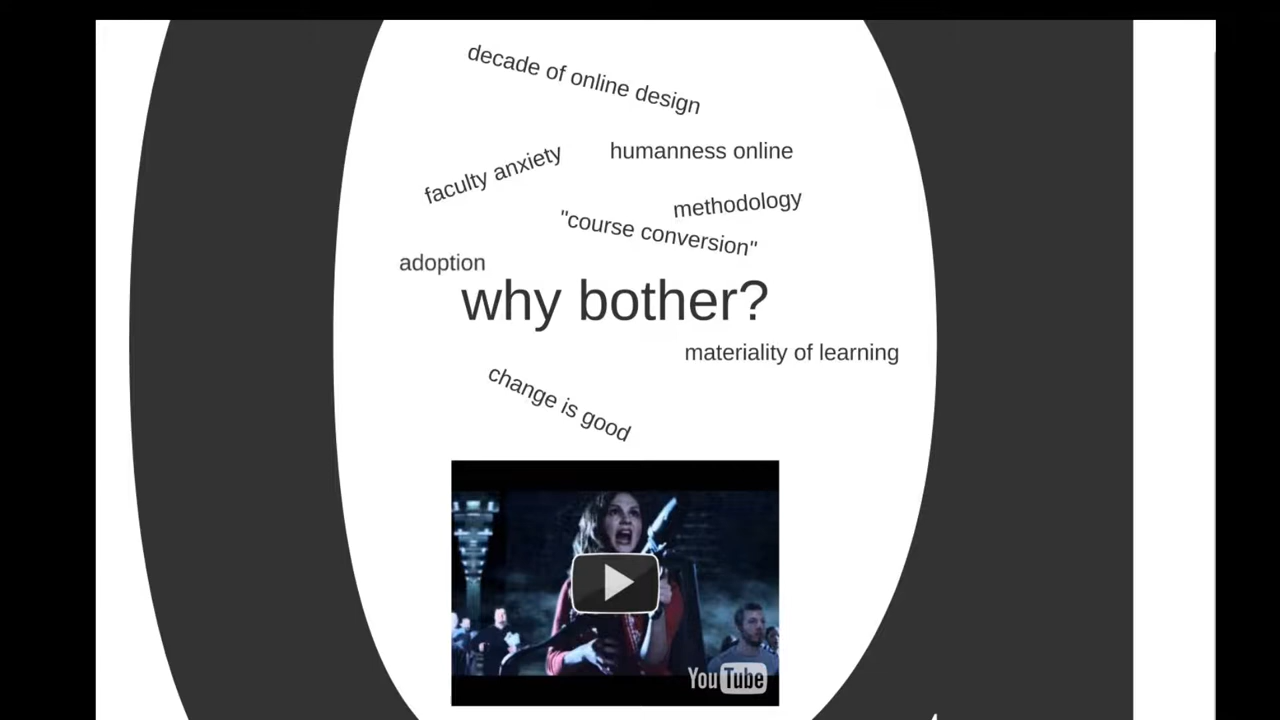 decade of online design
humanness online
faculty anxiety
methodology
"course conversion"
adoption
why bother?
materiality of learning
change is good
YouTube